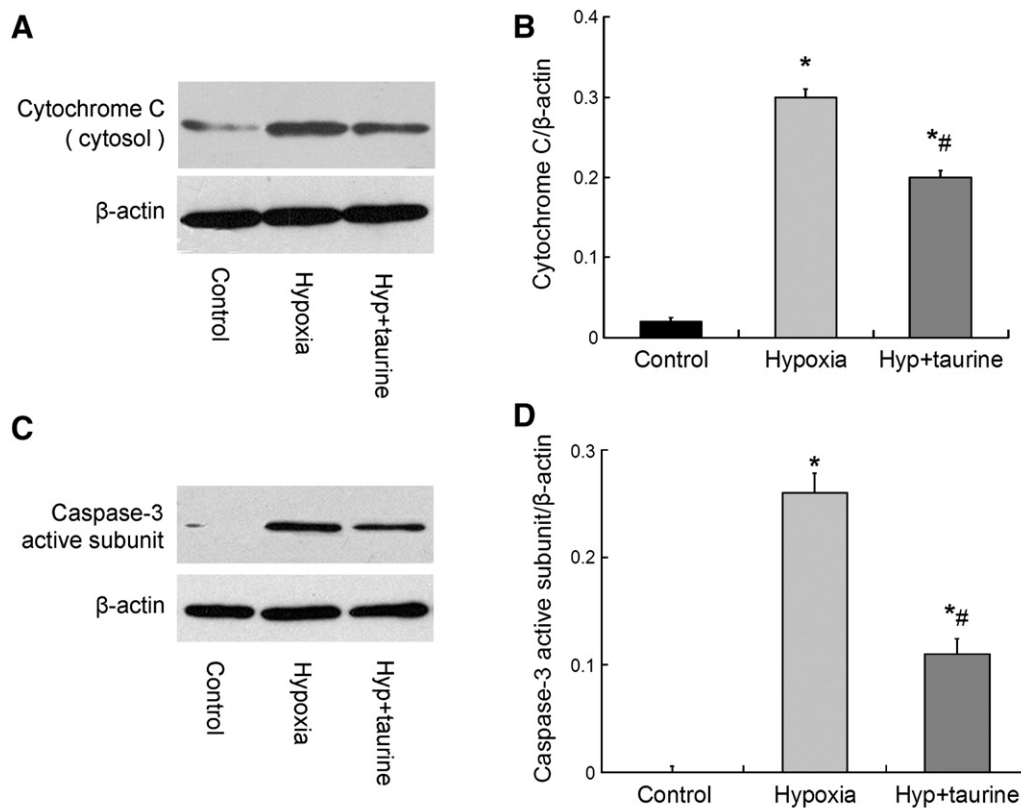 A
Cytochrome C
( cytosol )
β-actin
Control
Hypoxia
Hyp+taurine
B
Cytochrome C/β-actin
0.4
0.3
0.2
0.1
0
*
*#
Control
Hypoxia
Hyp+taurine
C
Caspase-3
active subunit
β-actin
Control
Hypoxia
Hyp+taurine
D
Caspase-3 active subunit/β-actin
0.3
0.2
0.1
0
*
*#
Control
Hypoxia
Hyp+taurine